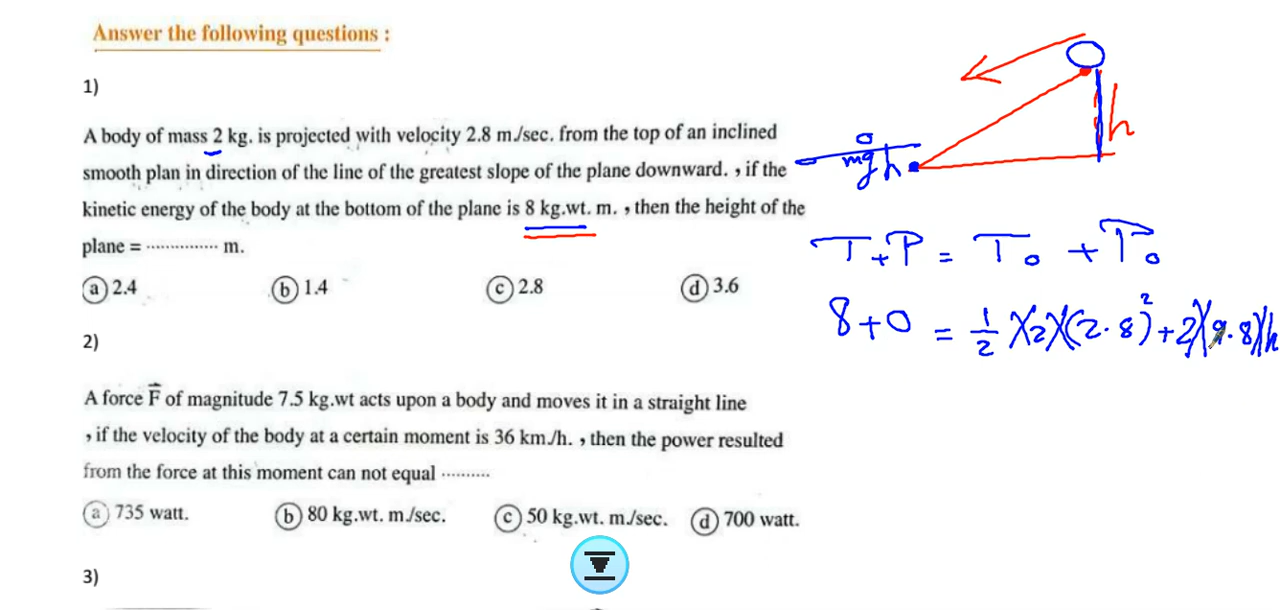 Answer the following questions :
1)
A body of mass 2 kg. is projected with velocity 2.8 m./sec. from the top of an inclined
smooth plan in direction of the line of the greatest slope of the plane downward. , if the
kinetic energy of the body at the bottom of the plane is 8 kg.wt. m. , then the height of the
plane = ............... m.
a 2.4 b 1.4 c 2.8 d 3.6
2)
A force F of magnitude 7.5 kg.wt acts upon a body and moves it in a straight line
, if the velocity of the body at a certain moment is 36 km./h. , then the power resulted
from the force at this moment can not equal ..........
a 735 watt. b 80 kg.wt. m./sec. c 50 kg.wt. m./sec. d 700 watt.
3)
h
0
mgh
T+P = T₀ + P₀
8+0 = 1/2 X2X(2.8)² + 2X9.8Xh